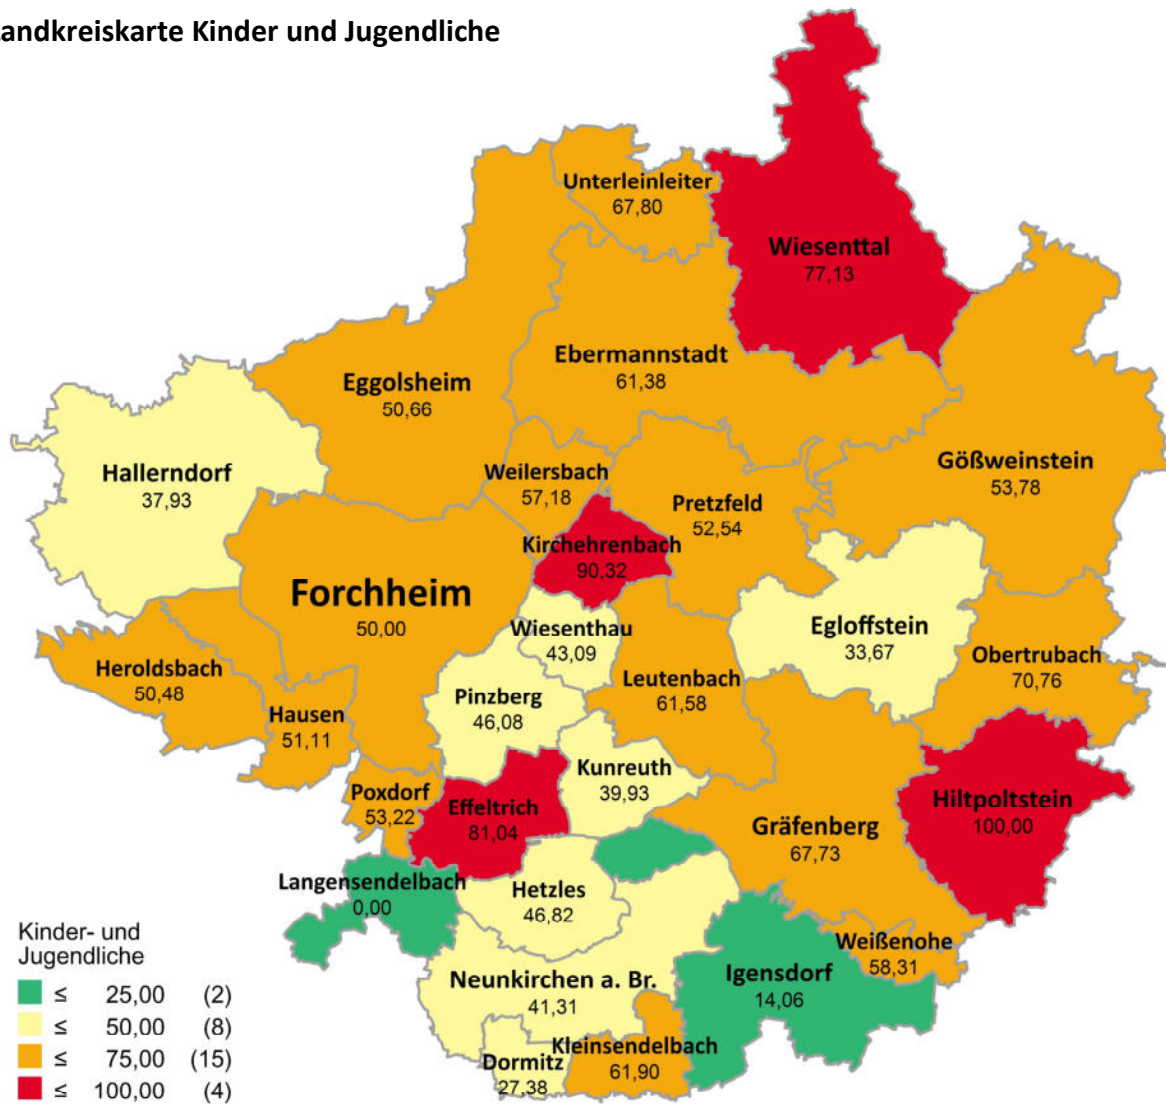 andkreiskarte Kinder und Jugendliche
Unterleinleiter
67,80
Wiesenttal
77,13
Ebermannstadt
61,38
Eggolsheim
50,66
Hallerndorf
37,93
Weilersbach
57,18
Pretzfeld
52,54
Gößweinstein
53,78
Kirchehrenbach
90,32
Forchheim
50,00
Wiesenthau
43,09
Egloffstein
33,67
Heroldsbach
50,48
Obertrubach
70,76
Leutenbach
61,58
Pinzberg
46,08
Hausen
51,11
Kunreuth
39,93
Poxdorf
53,22
Effeltrich
81,04
Hiltpoltstein
100,00
Gräfenberg
67,73
Langensendelbach
0,00
Hetzles
46,82
Weißenohe
58,31
Neunkirchen a. Br.
41,31
Igensdorf
14,06
Kleinsendelbach
61,90
Dormitz
27,38
Kinder- und
Jugendliche
≤ 25,00 (2)
≤ 50,00 (8)
≤ 75,00 (15)
≤ 100,00 (4)